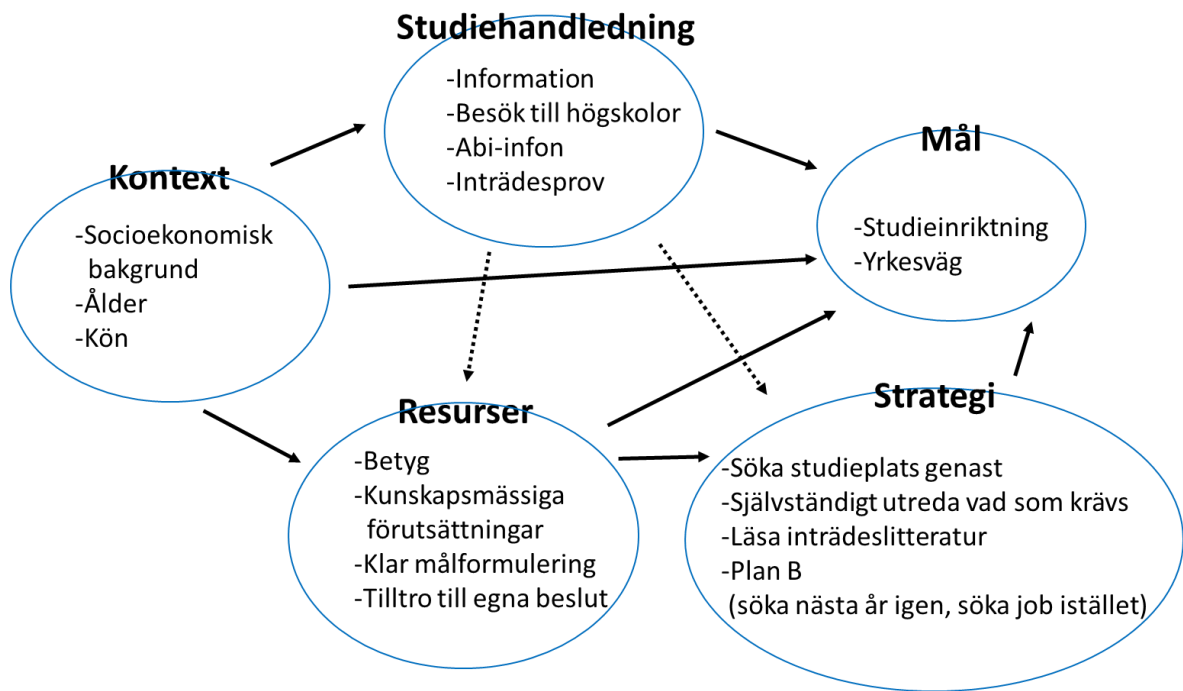 Studiehandledning
-Information
-Besök till högskolor
-Abi-infon
-Inträdesprov
Mål
-Studieinriktning
-Yrkesväg
Kontext
-Socioekonomisk
bakgrund
-Ålder
-Kön
Resurser
-Betyg
-Kunskapsmässiga
förutsättningar
-Klar målformulering
-Tilltro till egna beslut
Strategi
-Söka studieplats genast
-Självständigt utreda vad som krävs
-Läsa inträdeslitteratur
-Plan B
(söka nästa år igen, söka job istället)